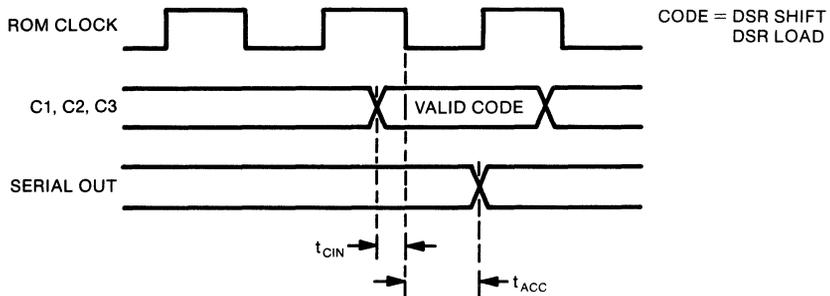 ROM CLOCK
CODE = DSR SHIFT
DSR LOAD
C1, C2, C3
VALID CODE
SERIAL OUT
tCIN
tACC